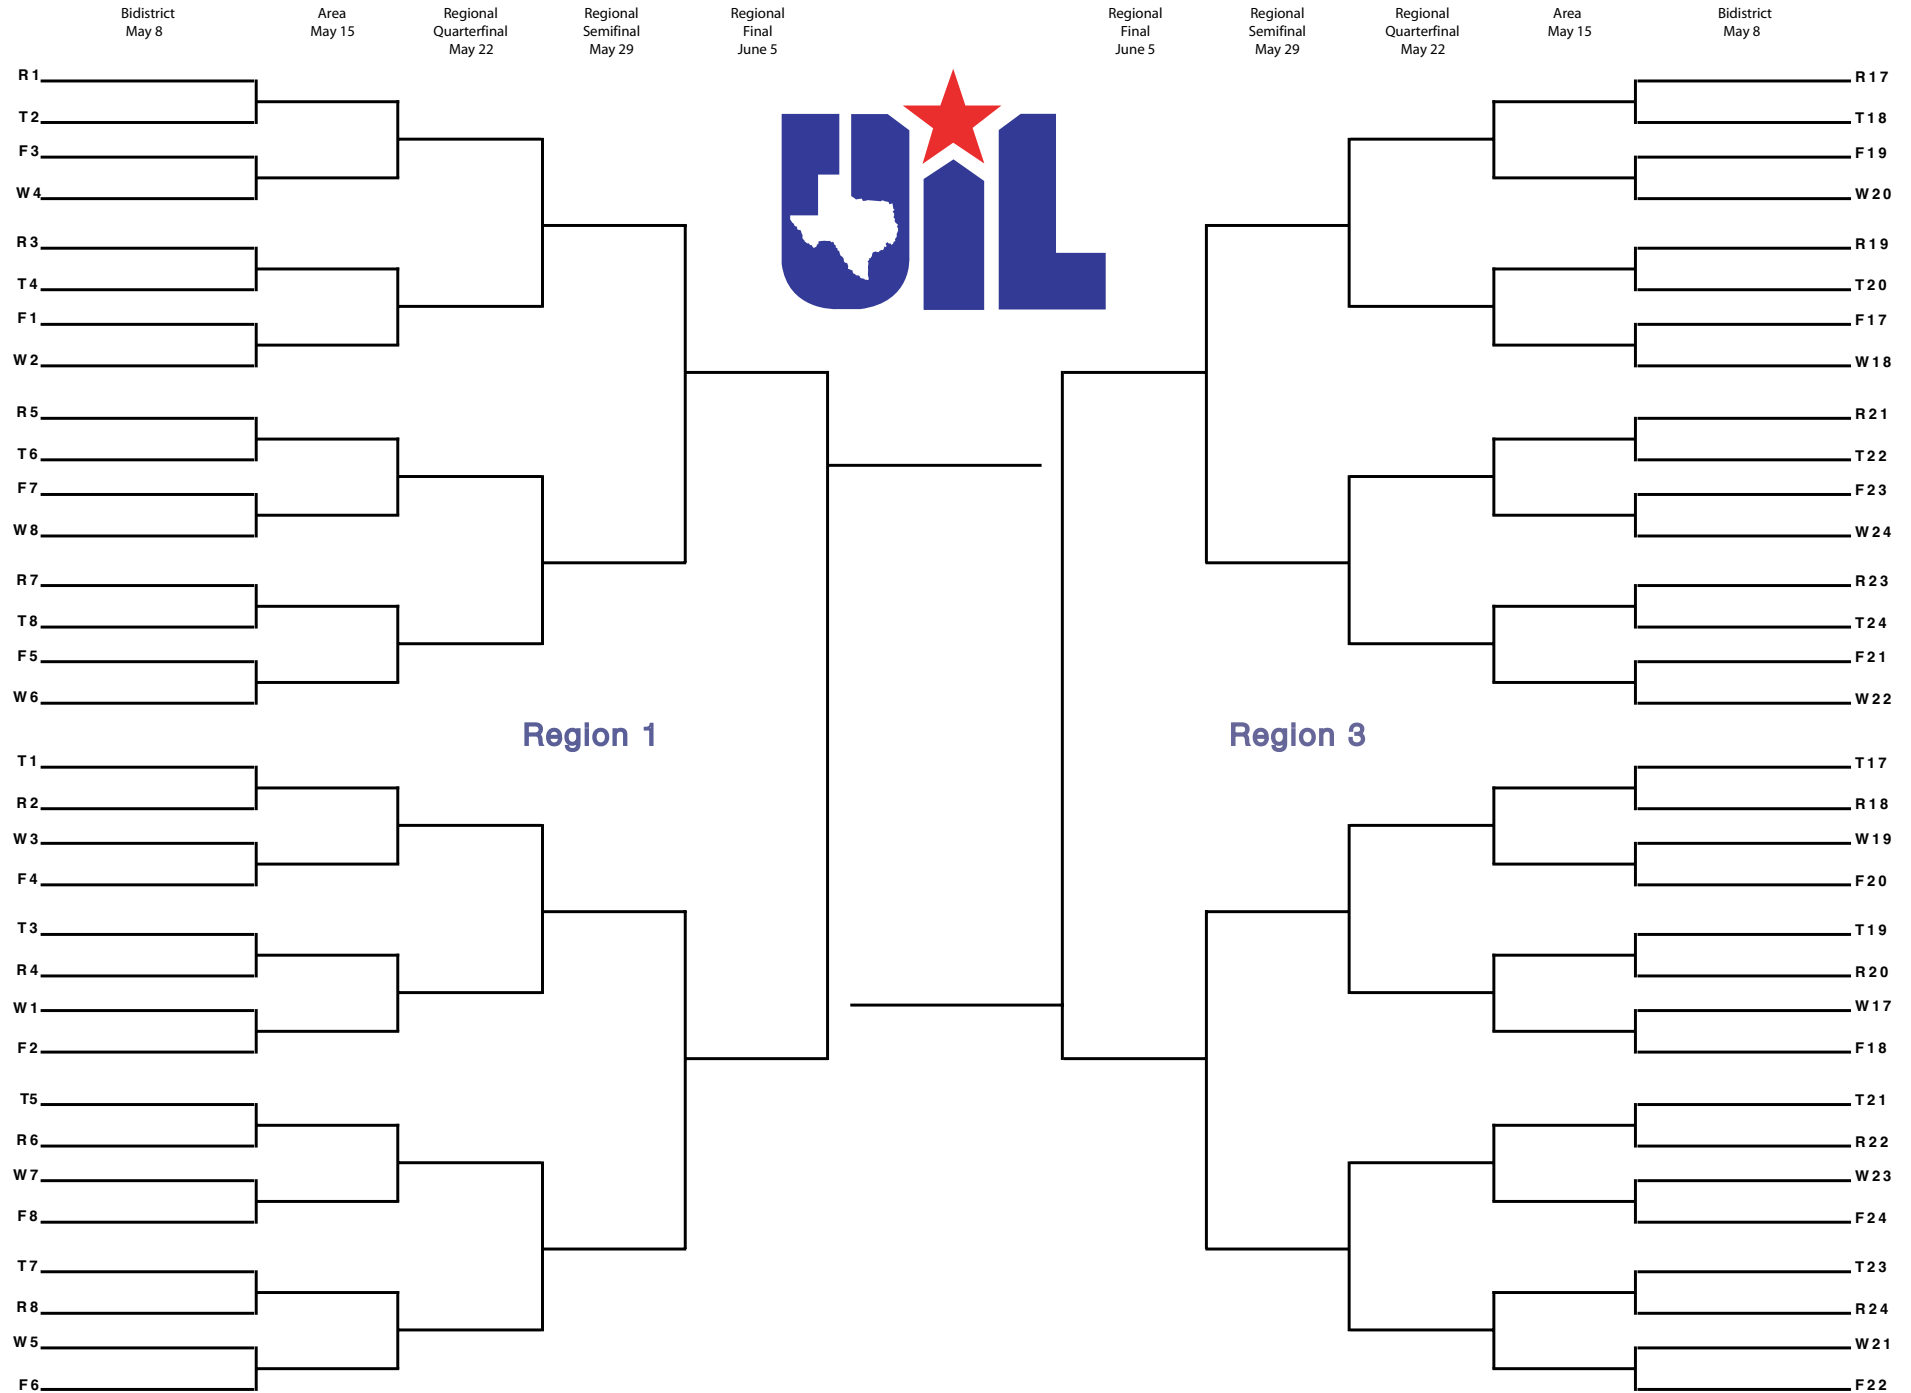 Bidistrict
May 8
Area
May 15
Regional
Quarterfinal
May 22
Regional
Semifinal
May 29
Regional
Final
June 5
Regional
Final
June 5
Regional
Semifinal
May 29
Regional
Quarterfinal
May 22
Area
May 15
Bidistrict
May 8
UIL
R1
T2
F3
W4
R3
T4
F1
W2
R5
T6
F7
W8
R7
T8
F5
W6
Region 1
T1
R2
W3
F4
T3
R4
W1
F2
T5
R6
W7
F8
T7
R8
W5
F6
R17
T18
F19
W20
R19
T20
F17
W18
R21
T22
F23
W24
R23
T24
F21
W22
Region 3
T17
R18
W19
F20
T19
R20
W17
F18
T21
R22
W23
F24
T23
R24
W21
F22